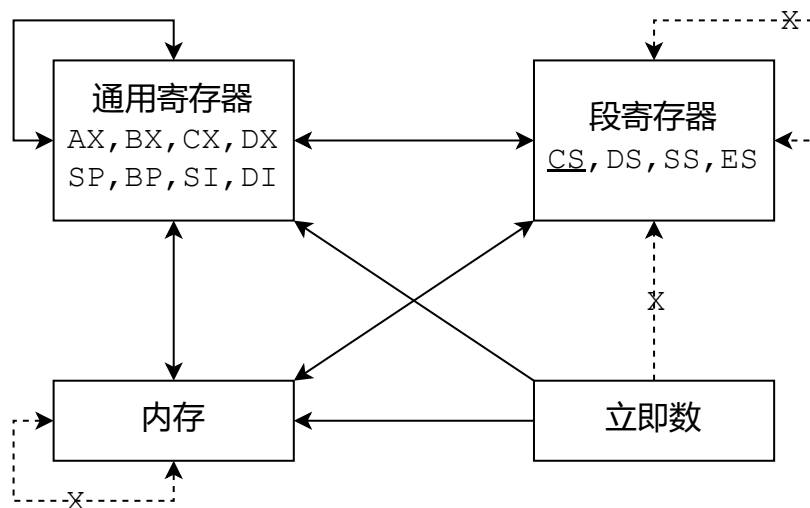 X
通用寄存器
AX,BX,CX,DX
SP,BP,SI,DI
段寄存器
CS,DS,SS,ES
X
内存
立即数
X